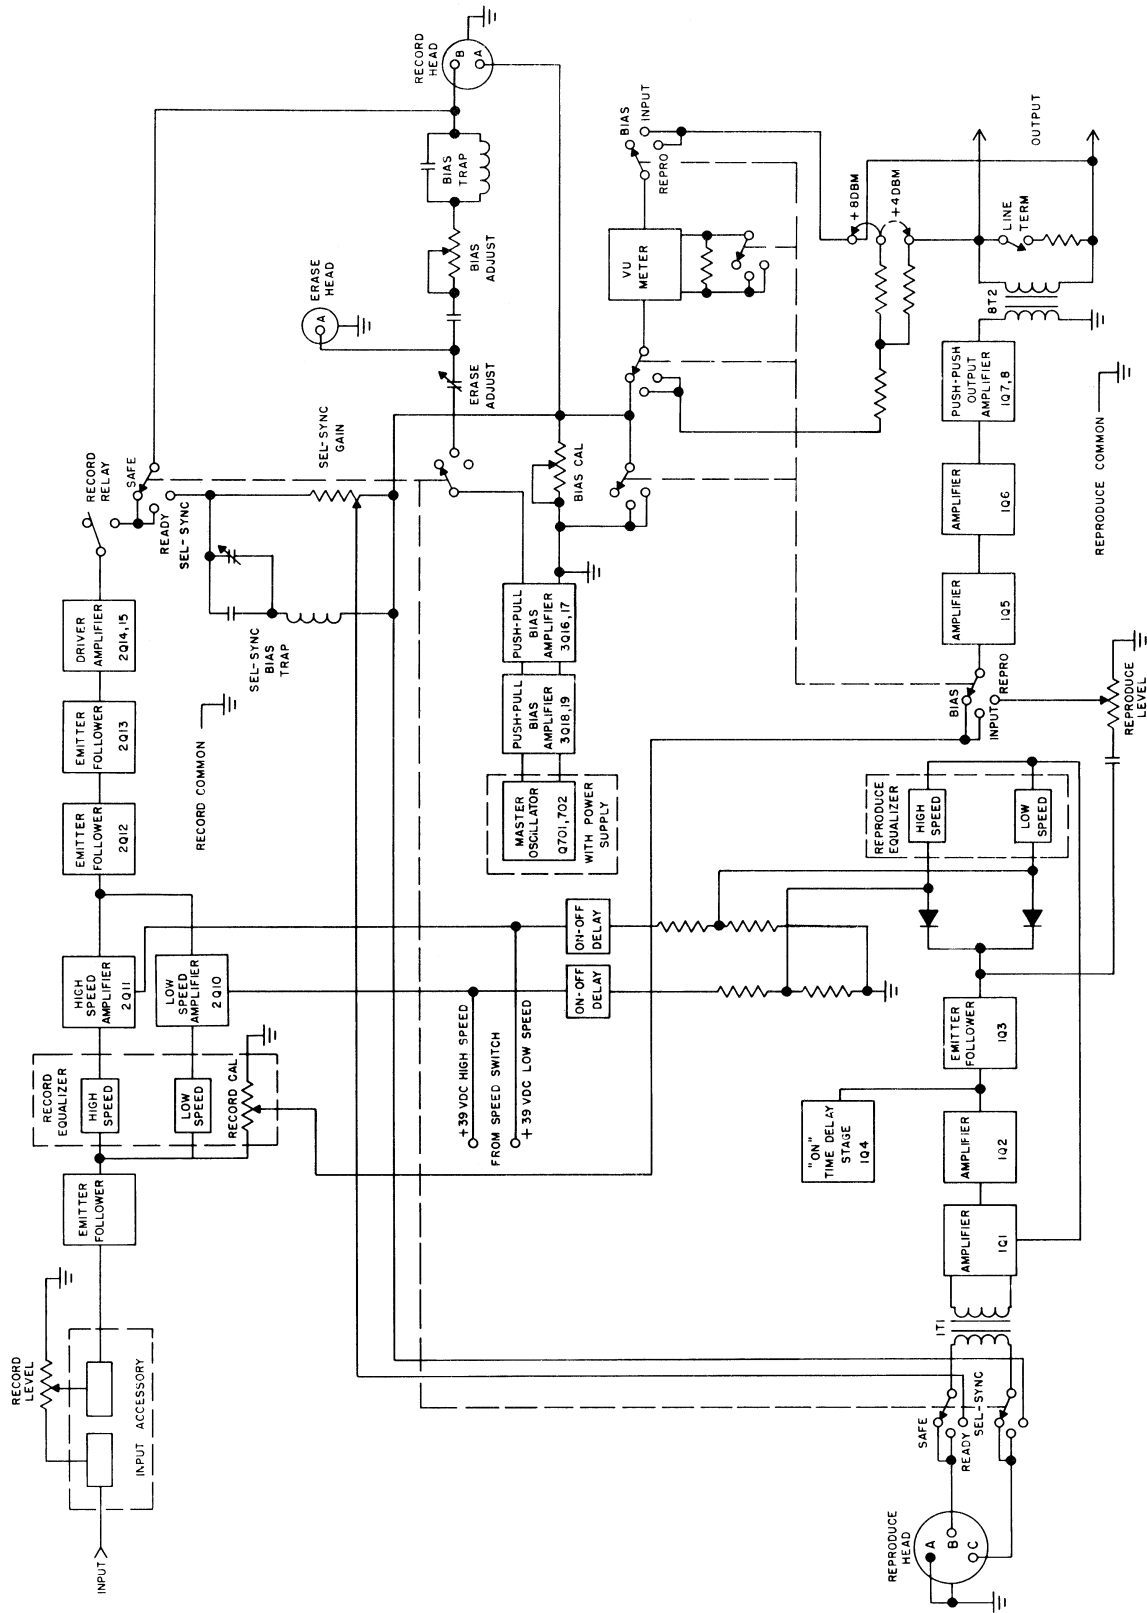 INPUT
INPUT ACCESSORY
RECORD
LEVEL
EMITTER
FOLLOWER
RECORD
EQUALIZER
HIGH
SPEED
LOW
SPEED
RECORD CAL
HIGH
SPEED
AMPLIFIER
2Q11
LOW
SPEED
AMPLIFIER
2Q10
EMITTER
FOLLOWER
2Q12
EMITTER
FOLLOWER
2Q13
DRIVER
AMPLIFIER
2Q14,15
RECORD COMMON
RECORD
RELAY
SAFE
READY
SEL-SYNC
SEL-SYNC
BIAS
TRAP
SEL-SYNC
GAIN
ERASE
HEAD
A
ERASE
ADJUST
BIAS
ADJUST
BIAS
TRAP
RECORD
HEAD
B
A
+39 VDC HIGH SPEED
FROM SPEED SWITCH
+39 VDC LOW SPEED
MASTER
OSCILLATOR
Q701,702
WITH POWER
SUPPLY
PUSH-PULL
BIAS
AMPLIFIER
3Q18,19
PUSH-PULL
BIAS
AMPLIFIER
3Q16,17
BIAS CAL
ON-OFF
DELAY
ON-OFF
DELAY
VU
METER
BIAS
INPUT
REPRO
+8DBM
+4DBM
REPRODUCE
HEAD
A
B
C
SAFE
READY
SEL-SYNC
1T1
AMPLIFIER
1Q1
AMPLIFIER
1Q2
"ON"
TIME DELAY
STAGE
1Q4
EMITTER
FOLLOWER
1Q3
REPRODUCE
EQUALIZER
HIGH
SPEED
LOW
SPEED
BIAS
INPUT
REPRO
REPRODUCE
LEVEL
AMPLIFIER
1Q5
AMPLIFIER
1Q6
PUSH-PUSH
OUTPUT
AMPLIFIER
1Q7,8
8T2
LINE
TERM
OUTPUT
REPRODUCE COMMON